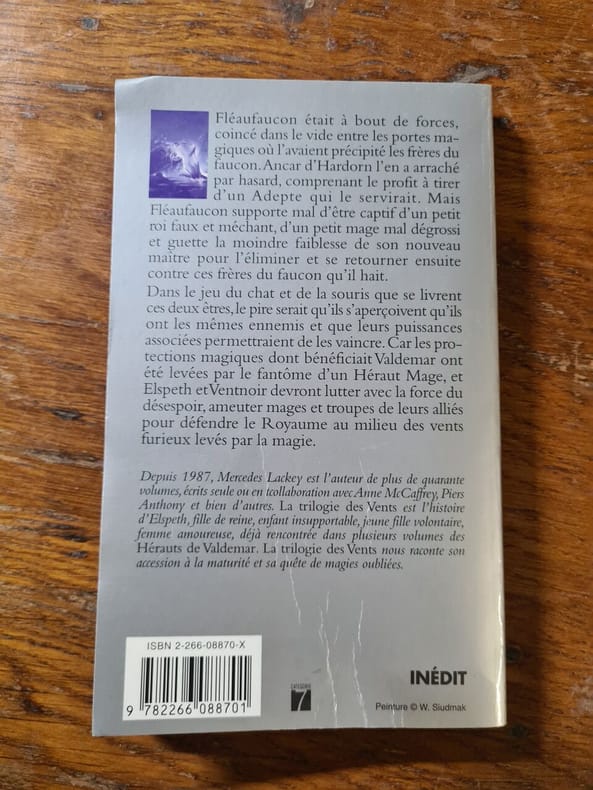 Fléaufaucon était à bout de forces,
coincé dans le vide entre les portes ma-
giques où l'avaient précipité les frères du
faucon. Ancar d'Hardorn l'en a arraché
par hasard, comprenant le profit à tirer
d'un Adepte qui le servirait. Mais
Fléaufaucon supporte mal d'être captif d'un petit
roi faux et méchant, d'un petit mage mal dégrossi
et guette la moindre faiblesse de son nouveau
maître pour l'éliminer et se retourner ensuite
contre ces frères du faucon qu'il hait.
Dans le jeu du chat et de la souris que se livrent
ces deux êtres, le pire serait qu'ils s'aperçoivent qu'ils
ont les mêmes ennemis et que leurs puissances
associées permettraient de les vaincre. Car les pro-
tections magiques dont bénéficiait Valdemar ont
été levées par le fantôme d'un Héraut Mage, et
Elspeth et Ventnoir devront lutter avec la force du
désespoir, ameuter mages et troupes de leurs alliés
pour défendre le Royaume au milieu des vents
furieux levés par la magie.
Depuis 1987, Mercedes Lackey est l'auteur de plus de quarante
volumes, écrits seule ou en tcollaboration avec Anne McCaffrey, Piers
Anthony et bien d'autres. La trilogie des Vents est l'histoire
d'Elspeth, fille de reine, enfant insupportable, jeune fille volontaire,
femme amoureuse, déjà rencontrée dans plusieurs volumes des
Hérauts de Valdemar. La trilogie des Vents nous raconte son
accession à la maturité et sa quête de magies oubliées.
ISBN 2-266-08870-X
9 782266 088701
CATÉGORIE
7
INÉDIT
Peinture © W. Siudmak